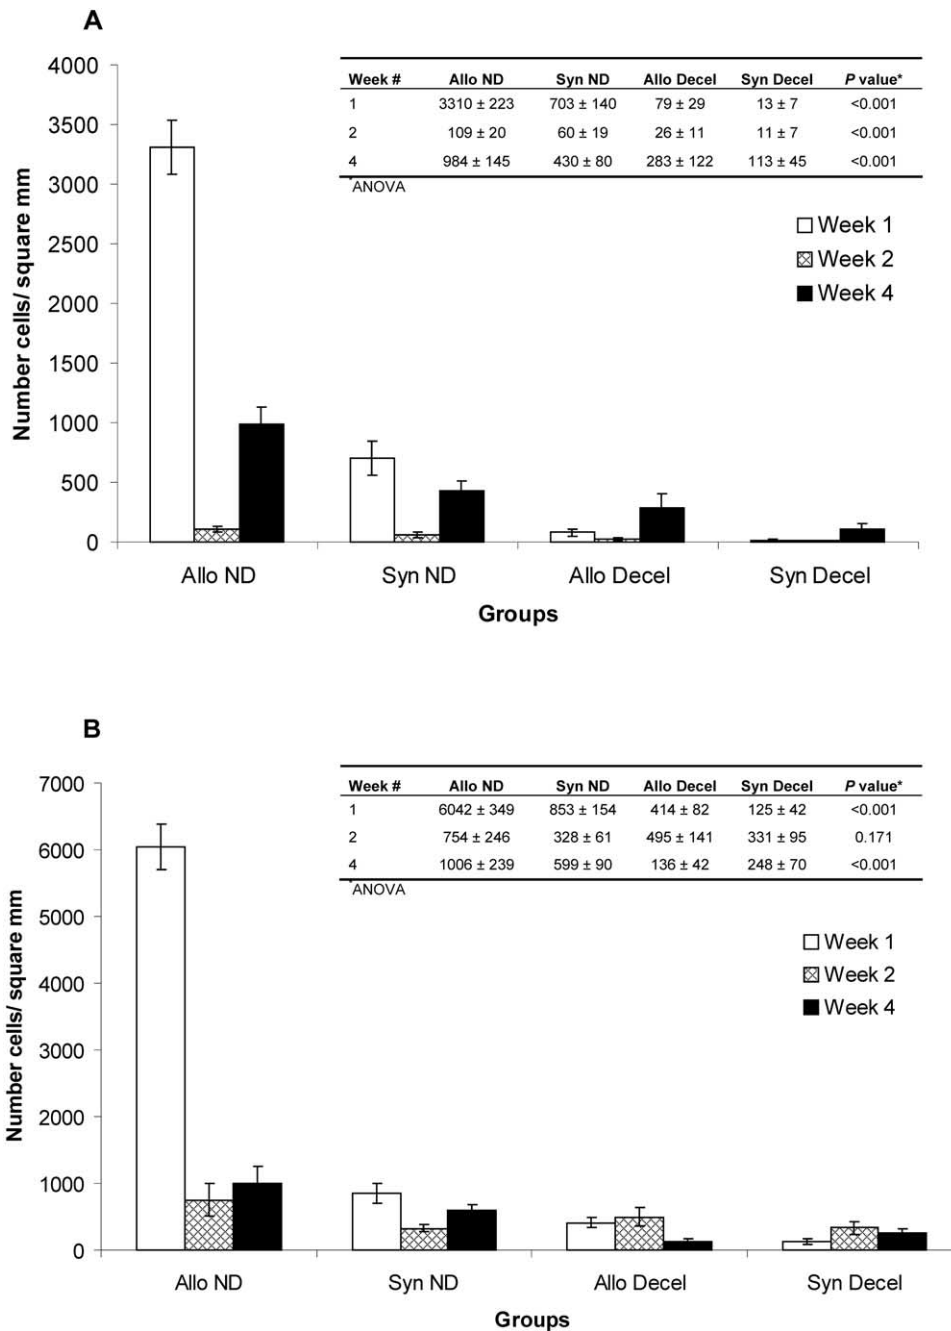 A
Week # Allo ND Syn ND Allo Decel Syn Decel P value*
1 3310 ± 223 703 ± 140 79 ± 29 13 ± 7 <0.001
2 109 ± 20 60 ± 19 26 ± 11 11 ± 7 <0.001
4 984 ± 145 430 ± 80 283 ± 122 113 ± 45 <0.001
*ANOVA
Number cells/ square mm
4000
3500
3000
2500
2000
1500
1000
500
0
Week 1
Week 2
Week 4
Allo ND Syn ND Allo Decel Syn Decel
Groups
B
Week # Allo ND Syn ND Allo Decel Syn Decel P value*
1 6042 ± 349 853 ± 154 414 ± 82 125 ± 42 <0.001
2 754 ± 246 328 ± 61 495 ± 141 331 ± 95 0.171
4 1006 ± 239 599 ± 90 136 ± 42 248 ± 70 <0.001
*ANOVA
Number cells/ square mm
7000
6000
5000
4000
3000
2000
1000
0
Week 1
Week 2
Week 4
Allo ND Syn ND Allo Decel Syn Decel
Groups